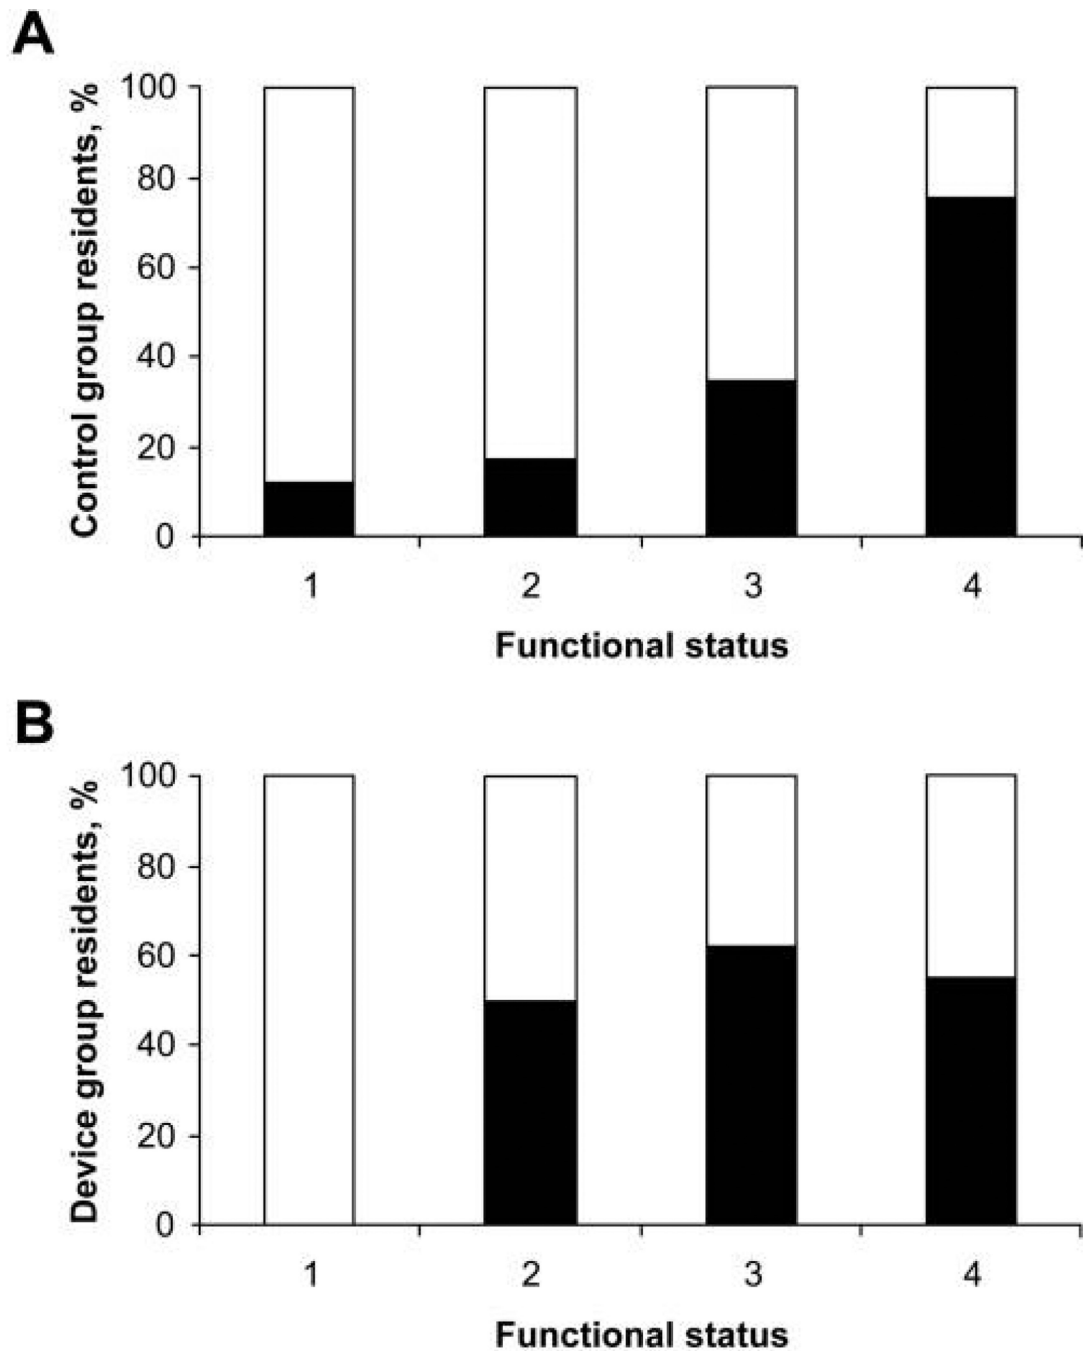 A
Control group residents, %
100
80
60
40
20
0
1 2 3 4
Functional status
B
Device group residents, %
100
80
60
40
20
0
1 2 3 4
Functional status